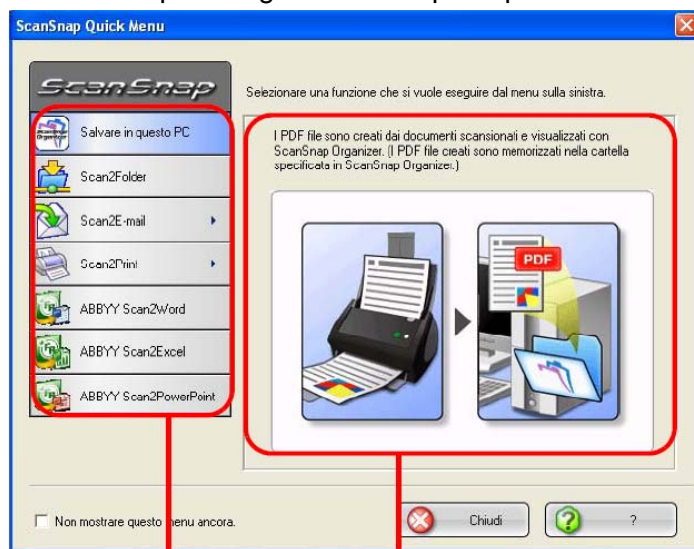 ScanSnap Quick Menu
ScanSnap
Selezionare una funzione che si vuole eseguire dal menu sulla sinistra.
Salvare in questo PC
Scan2Folder
Scan2E-mail
Scan2Print
ABBYY Scan2Word
ABBYY Scan2Excel
ABBYY Scan2PowerPoint
I PDF file sono creati dai documenti scansionati e visualizzati con
ScanSnap Organizer. (I PDF file creati sono memorizzati nella cartella
specificata in ScanSnap Organizer.)
PDF
Non mostrare questo menu ancora.
Chiudi
?